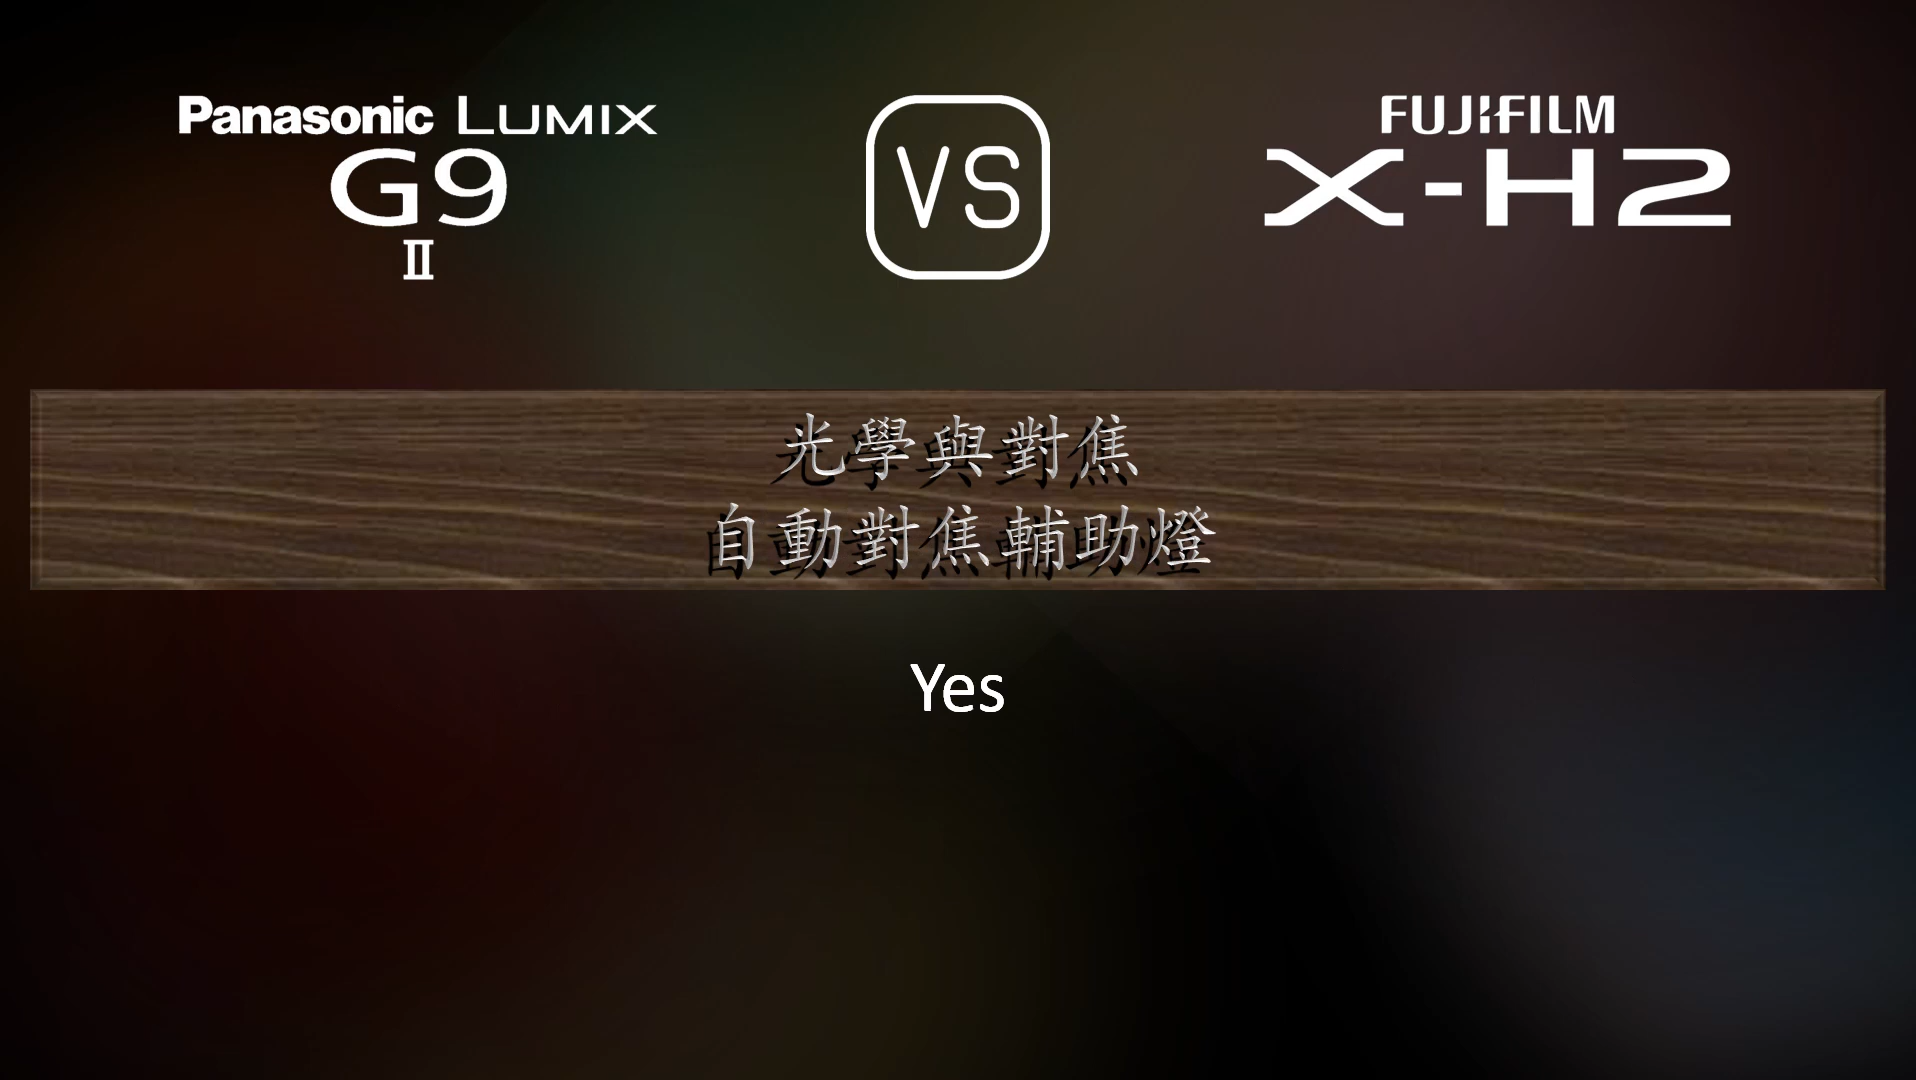 Panasonic LUMIX
G9
II
VS
FUJIFILM
X-H2
光學與對焦
自動對焦輔助燈
Yes